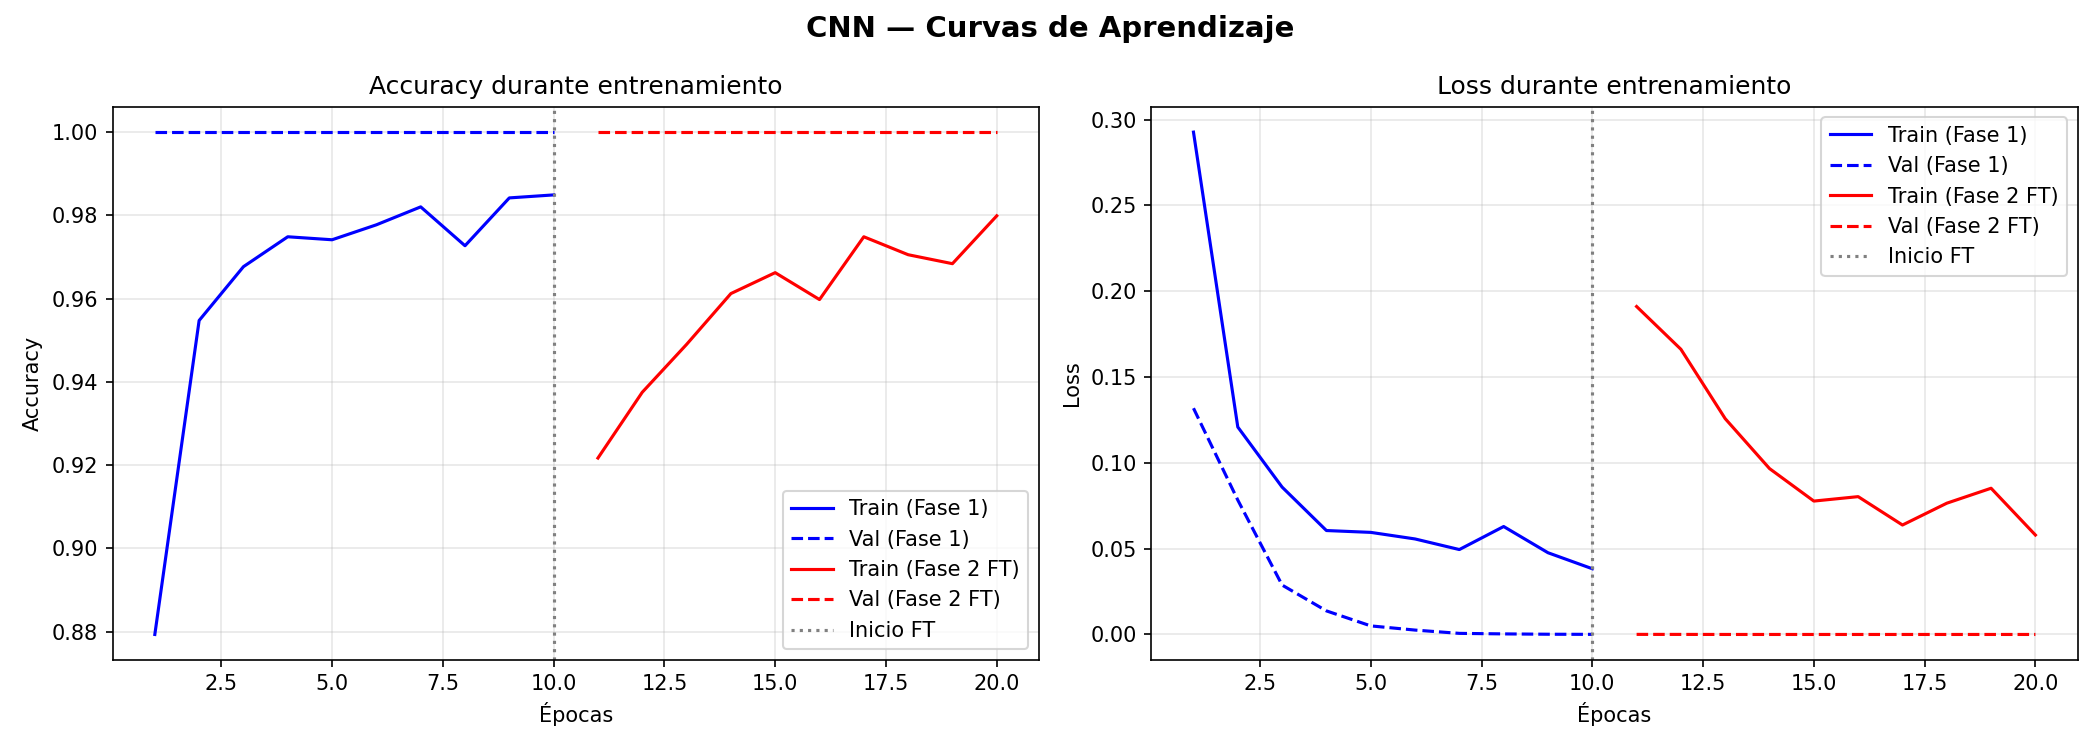 CNN — Curvas de Aprendizaje
Accuracy durante entrenamiento
1.00
0.98
0.96
0.94
0.92
0.90
0.88
Accuracy
2.5 5.0 7.5 10.0 12.5 15.0 17.5 20.0
Épocas
Train (Fase 1)
Val (Fase 1)
Train (Fase 2 FT)
Val (Fase 2 FT)
Inicio FT
Loss durante entrenamiento
0.30
0.25
0.20
0.15
0.10
0.05
0.00
Loss
2.5 5.0 7.5 10.0 12.5 15.0 17.5 20.0
Épocas
Train (Fase 1)
Val (Fase 1)
Train (Fase 2 FT)
Val (Fase 2 FT)
Inicio FT